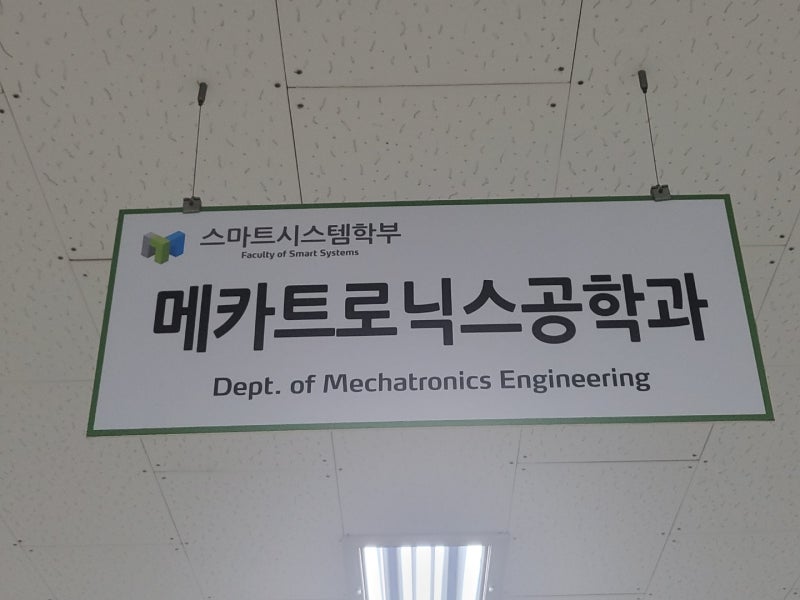 스마트시스템학부
Faculty of Smart Systems
메카트로닉스공학과
Dept. of Mechatronics Engineering